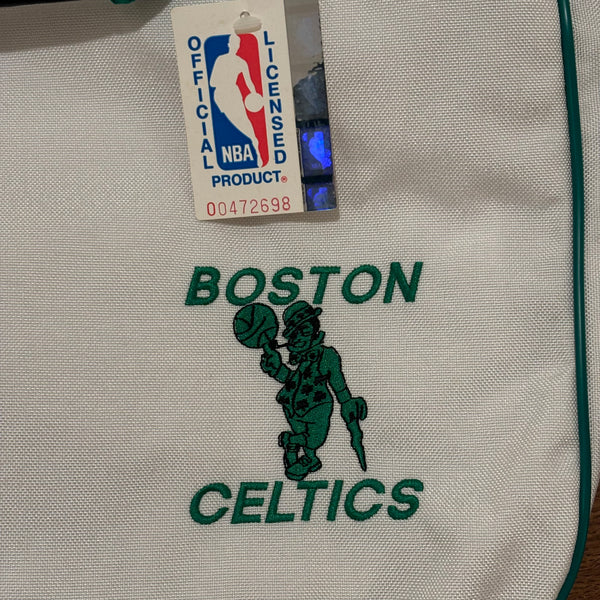 OFFICIAL
LICENSED
NBA
PRODUCT®
00472698
BOSTON
CELTICS